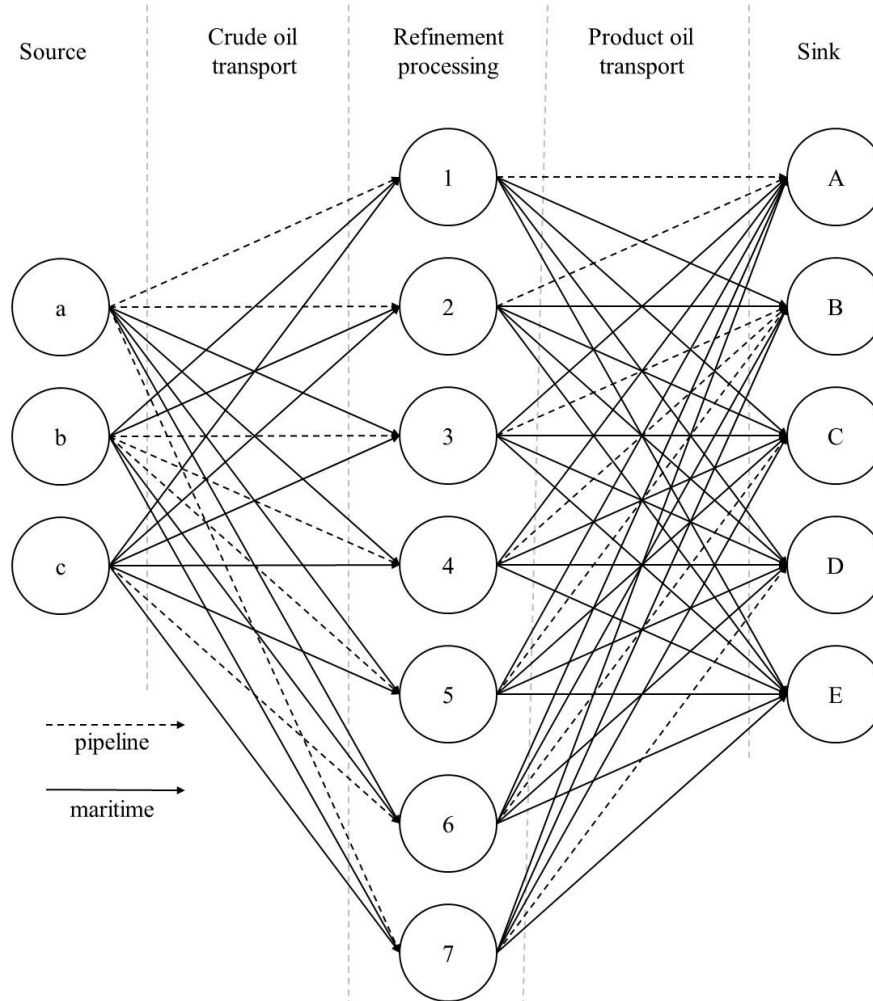 Source
Crude oil
transport
Refinement
processing
Product oil
transport
Sink
1
A
a
2
B
b
3
C
c
4
D
5
E
pipeline
maritime
6
7